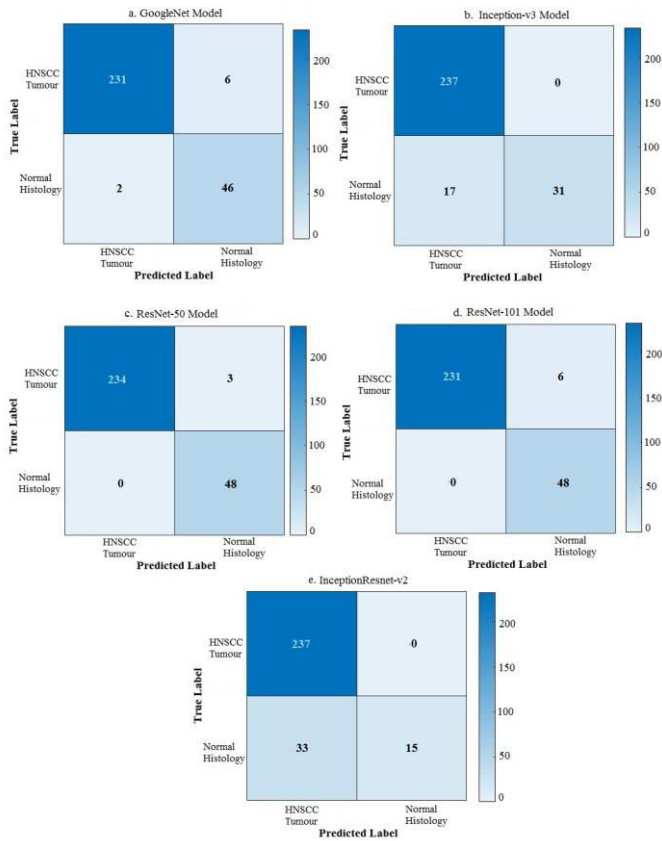 a. GoogleNet Model
HNSCC
Tumour
231
6
Normal
Histology
2
46
HNSCC
Tumour
Normal
Histology
Predicted Label
True Label
200
150
100
50
0
b. Inception-v3 Model
HNSCC
Tumour
237
0
Normal
Histology
17
31
HNSCC
Tumour
Normal
Histology
Predicted Label
True Label
200
150
100
50
0
c. ResNet-50 Model
HNSCC
Tumour
234
3
Normal
Histology
0
48
HNSCC
Tumour
Normal
Histology
Predicted Label
True Label
200
150
100
50
0
d. ResNet-101 Model
HNSCC
Tumour
231
6
Normal
Histology
0
48
HNSCC
Tumour
Normal
Histology
Predicted Label
True Label
200
150
100
50
0
e. InceptionResnet-v2
HNSCC
Tumour
237
0
Normal
Histology
33
15
HNSCC
Tumour
Normal
Histology
Predicted Label
True Label
200
150
100
50
0